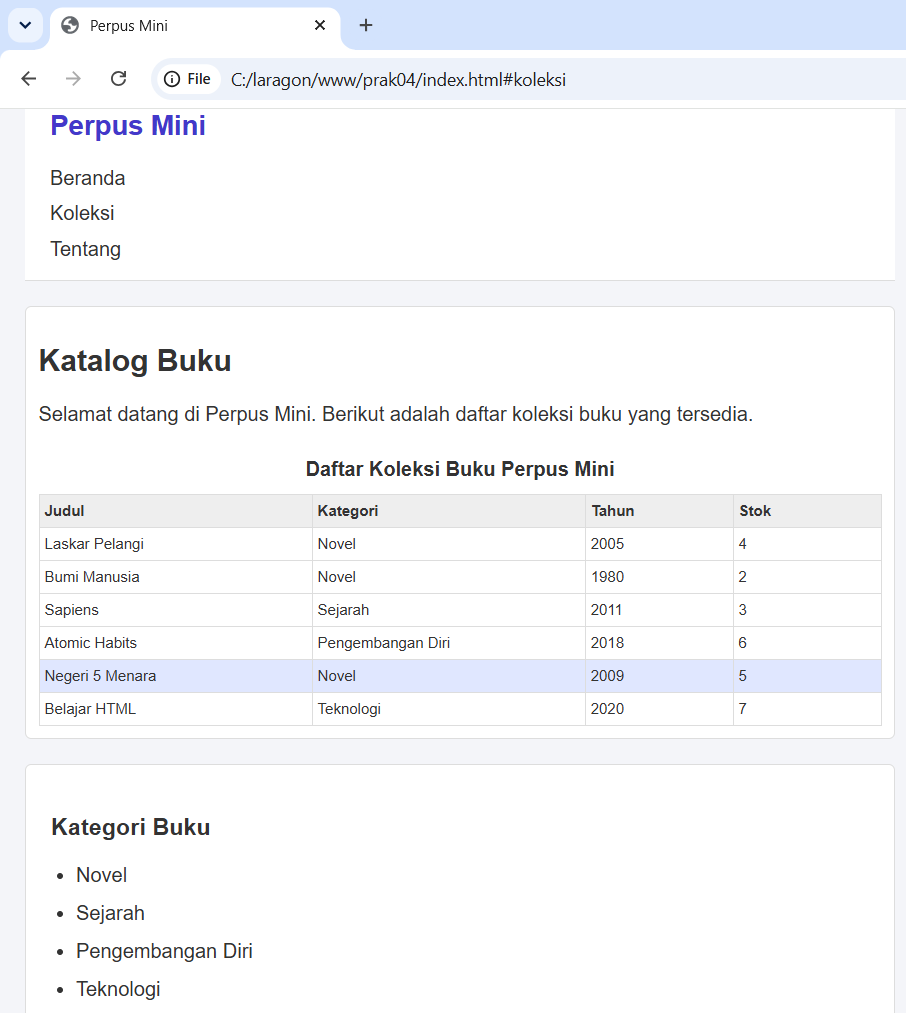 Perpus Mini
File C:/laragon/www/prak04/index.html#koleksi
Perpus Mini
Beranda
Koleksi
Tentang
Katalog Buku
Selamat datang di Perpus Mini. Berikut adalah daftar koleksi buku yang tersedia.
Daftar Koleksi Buku Perpus Mini
Judul Kategori Tahun Stok
Laskar Pelangi Novel 2005 4
Bumi Manusia Novel 1980 2
Sapiens Sejarah 2011 3
Atomic Habits Pengembangan Diri 2018 6
Negeri 5 Menara Novel 2009 5
Belajar HTML Teknologi 2020 7
Kategori Buku
• Novel
• Sejarah
• Pengembangan Diri
• Teknologi